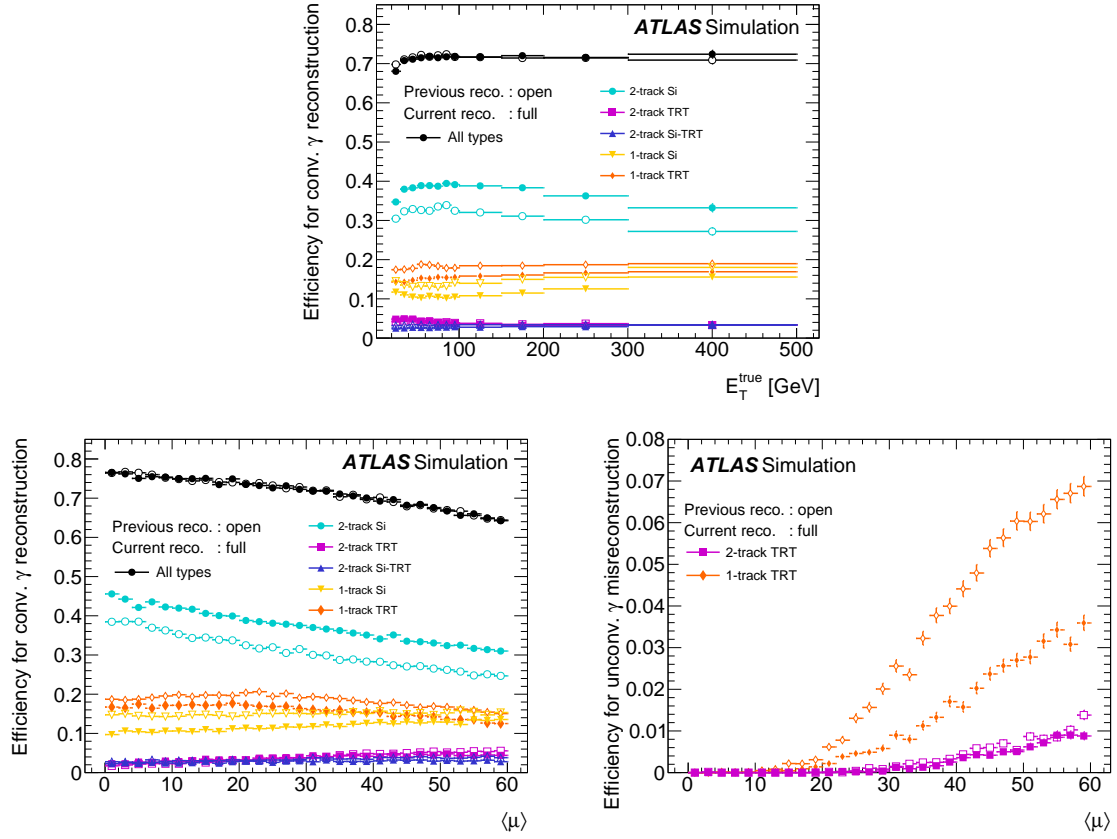 ATLAS Simulation
Efficiency for conv. γ reconstruction
0.8
0.7
0.6
0.5
0.4
0.3
0.2
0.1
0
Previous reco. : open
Current reco. : full
All types
2-track Si
2-track TRT
2-track Si-TRT
1-track Si
1-track TRT
100 150 200 250 300 350 400 450 500
E_T^true [GeV]
ATLAS Simulation
Efficiency for conv. γ reconstruction
0.8
0.7
0.6
0.5
0.4
0.3
0.2
0.1
0
Previous reco. : open
Current reco. : full
All types
2-track Si
2-track TRT
2-track Si-TRT
1-track Si
1-track TRT
0 10 20 30 40 50 60
⟨μ⟩
ATLAS Simulation
Efficiency for unconv. γ misreconstruction
0.08
0.07
0.06
0.05
0.04
0.03
0.02
0.01
0
Previous reco. : open
Current reco. : full
2-track TRT
1-track TRT
0 10 20 30 40 50 60
⟨μ⟩